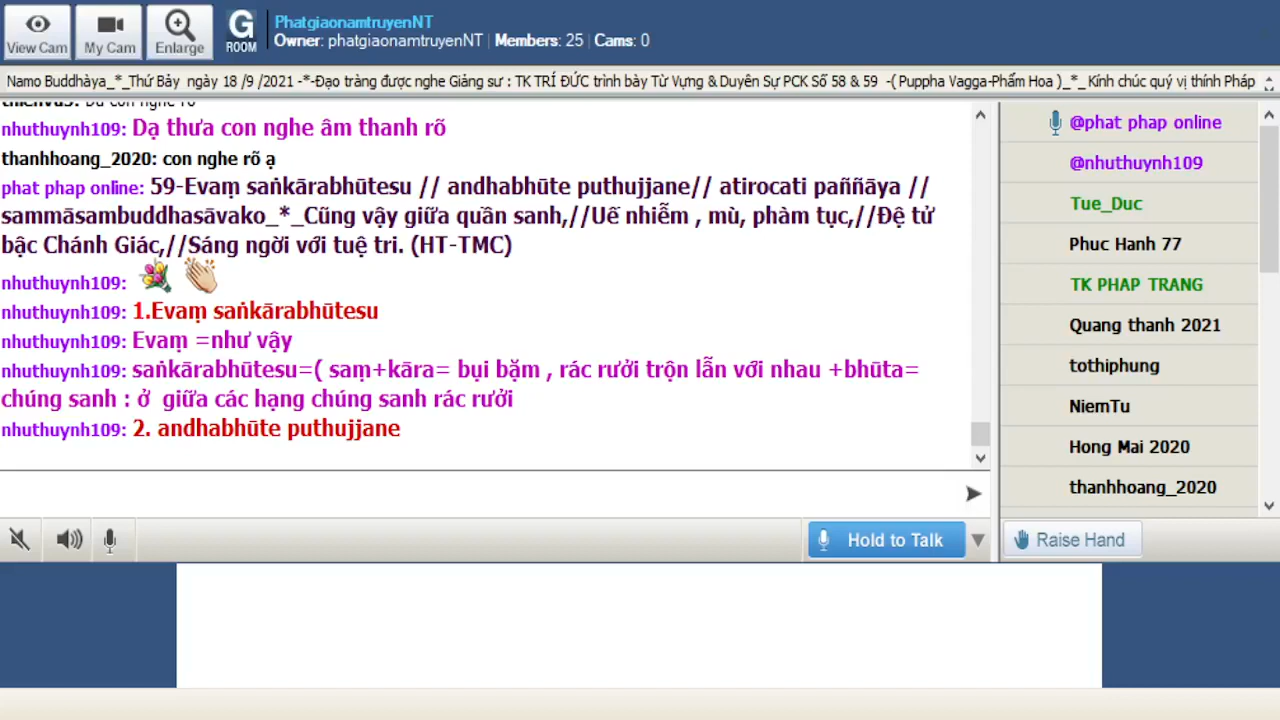 View Cam
My Cam
Enlarge
G
ROOM
PhatgiaonamtruyenNT
Owner: phatgiaonamtruyenNT | Members: 25 | Cams: 0
Namo Buddhàya_*_Thứ Bảy ngày 18 /9 /2021 -*-Đạo tràng được nghe Giảng sư : TK TRÍ ĐỨC trình bày Từ Vựng & Duyên Sự PCK Số 58 & 59 -( Puppha Vagga-Phẩm Hoa )_*_ Kính chúc quý vị thính Pháp
nhuthuynh109: Dạ thưa con nghe âm thanh rõ
thanhhoang_2020: con nghe rõ ạ
phat phap online: 59-Evaṃ saṅkārabhūtesu // andhabhūte puthujjane// atirocati paññāya //
sammāsambuddhasāvako_*_Cũng vậy giữa quần sanh,//Uế nhiễm , mù, phàm tục,//Đệ tử
bậc Chánh Giác,//Sáng ngời với tuệ tri. (HT-TMC)
nhuthuynh109:
nhuthuynh109: 1.Evaṃ saṅkārabhūtesu
nhuthuynh109: Evaṃ =như vậy
nhuthuynh109: saṅkārabhūtesu=( saṃ+kāra= bụi bặm , rác rưởi trộn lẫn với nhau +bhūta=
chúng sanh : ở giữa các hạng chúng sanh rác rưởi
nhuthuynh109: 2. andhabhūte puthujjane
@phat phap online
@nhuthuynh109
Tue_Duc
Phuc Hanh 77
TK PHAP TRANG
Quang thanh 2021
tothiphung
NiemTu
Hong Mai 2020
thanhhoang_2020
Hold to Talk
Raise Hand